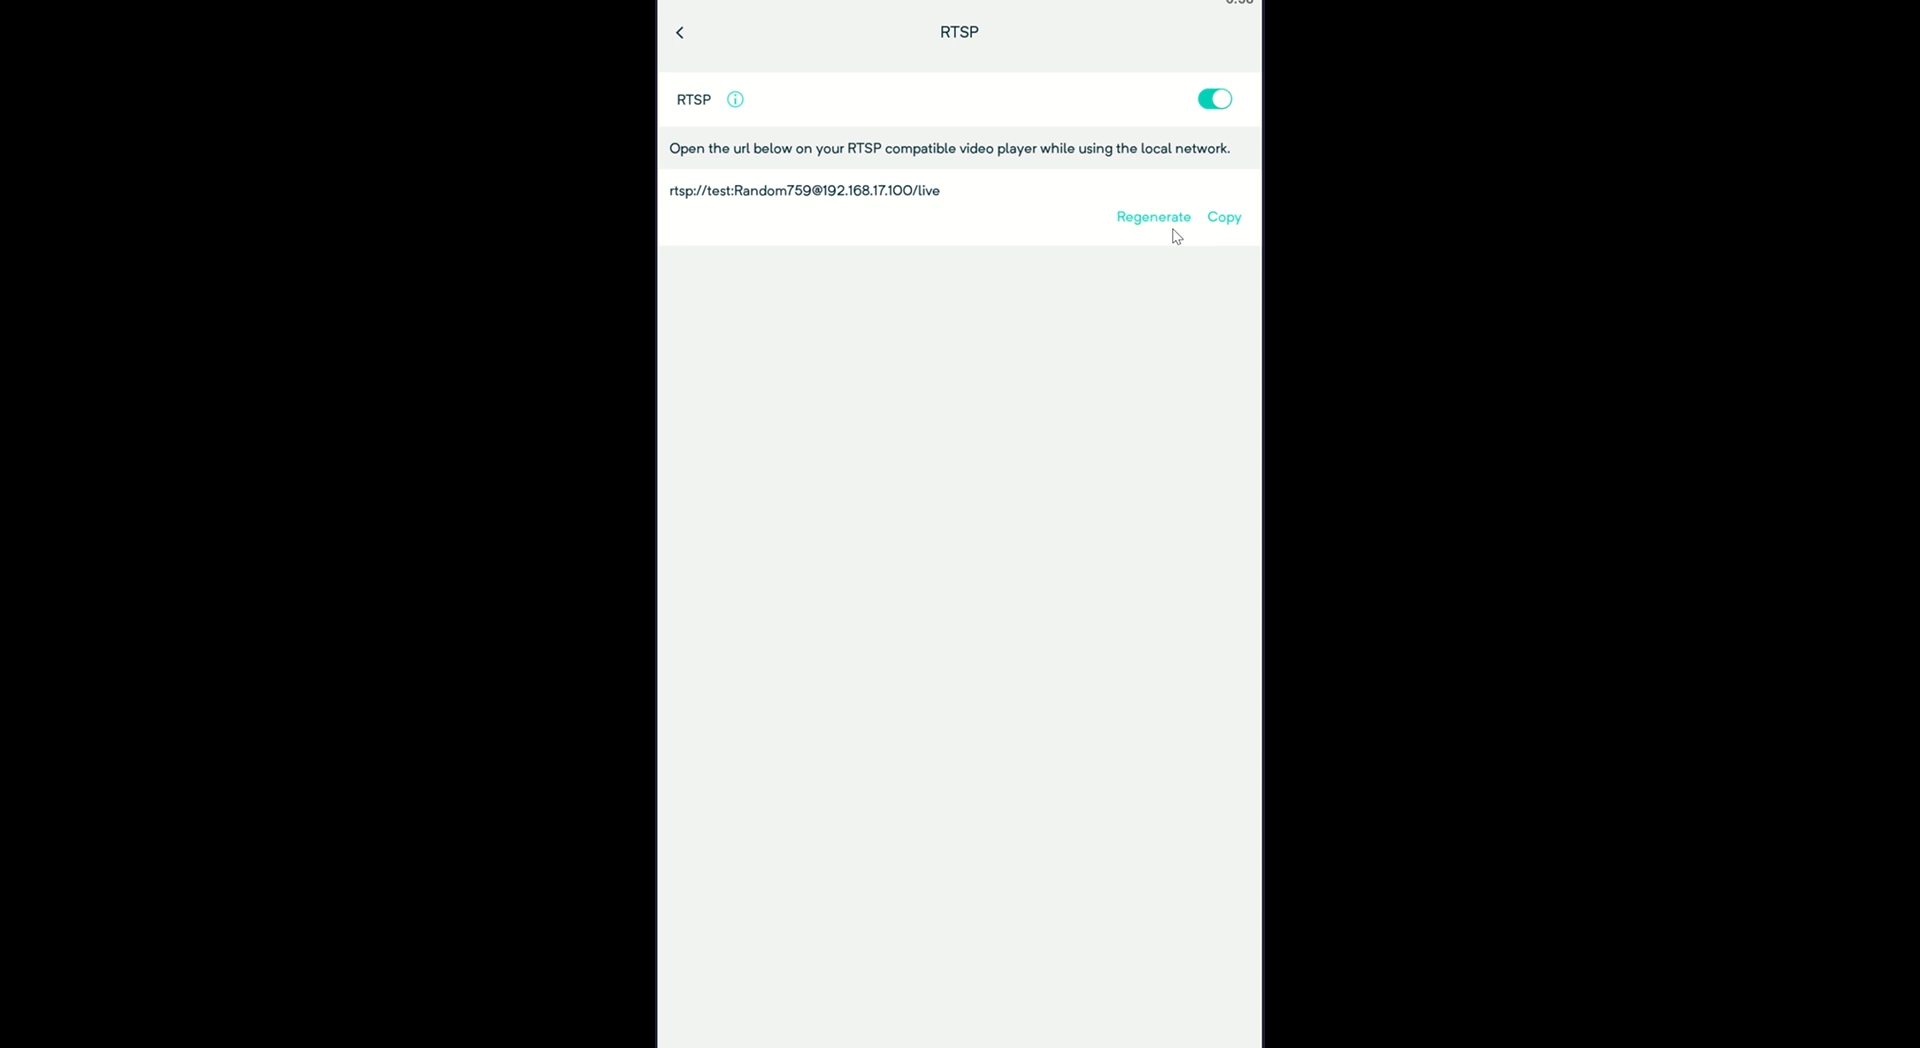 RTSP
RTSP
Open the url below on your RTSP compatible video player while using the local network.
rtsp://test:Random759@192.168.17.100/live
Regenerate Copy